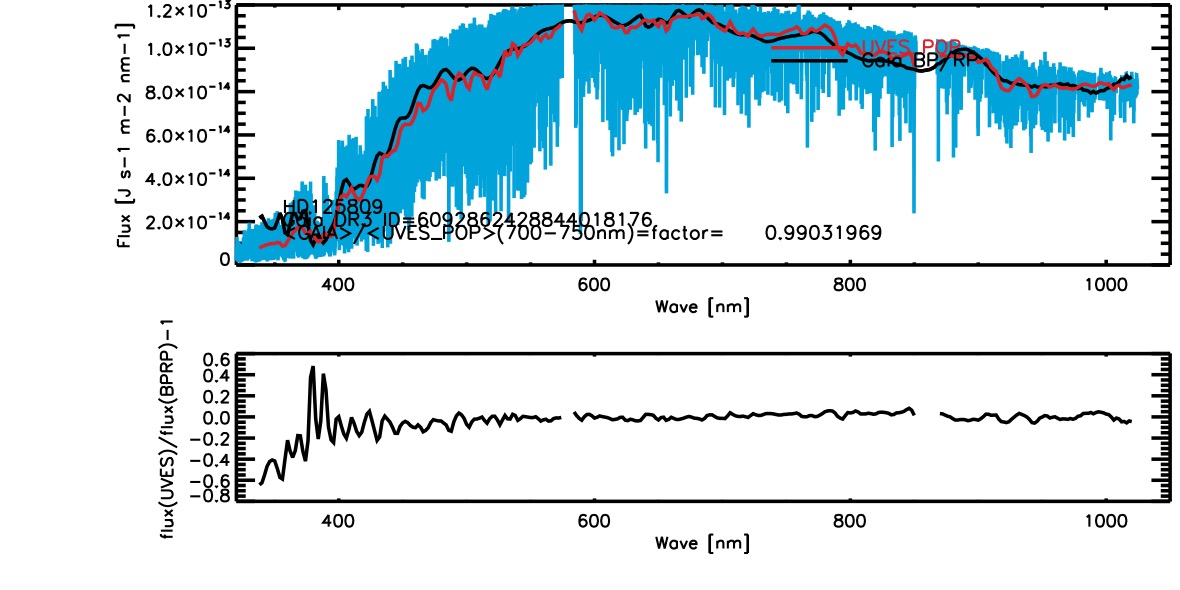 1.2×10−13
1.0×10−13
8.0×10−14
6.0×10−14
4.0×10−14
2.0×10−14
0
Flux [J s−1 m−2 nm−1]
UVES_POP
Gaia BP/RP
HD125809
Gaia DR3 ID=6092862428844018176
<GAIA>/<UVES_POP>(700−750nm)=factor= 0.99031969
400 600 800 1000
Wave [nm]
0.6
0.4
0.2
0.0
−0.2
−0.4
−0.6
−0.8
flux(UVES)/flux(BPRP)−1
400 600 800 1000
Wave [nm]